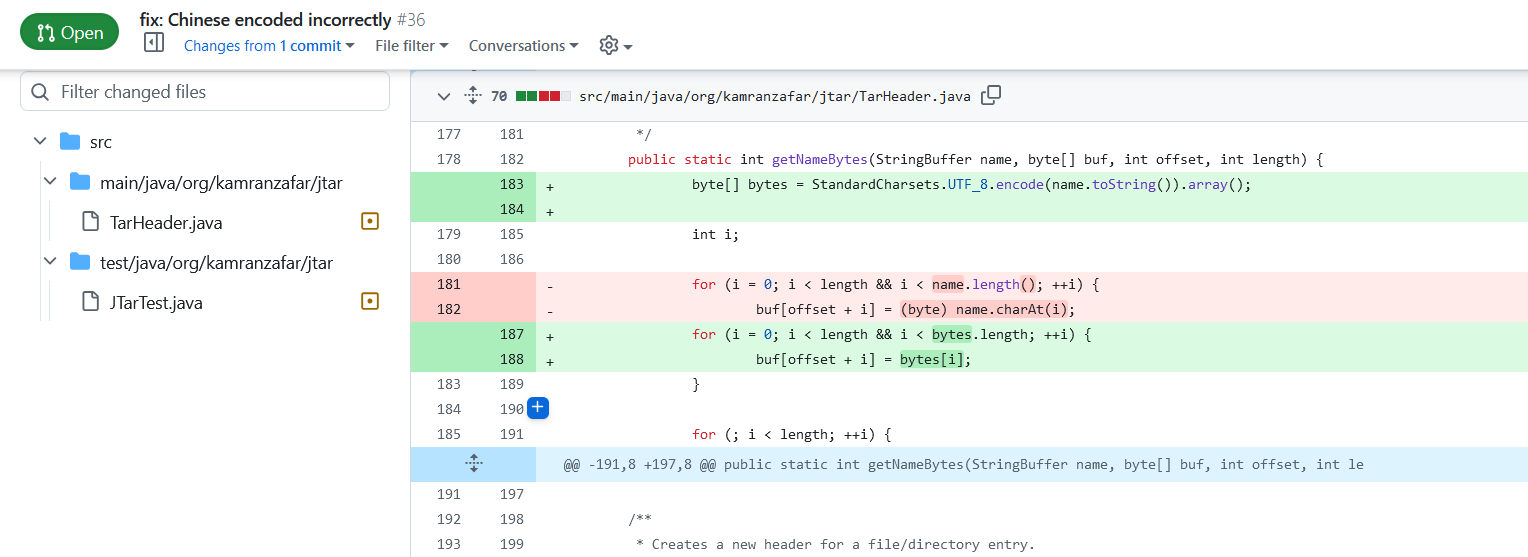 Open
fix: Chinese encoded incorrectly #36
Changes from 1 commit File filter Conversations
Filter changed files
src
main/java/org/kamranzafar/jtar
TarHeader.java
test/java/org/kamranzafar/jtar
JTarTest.java
70 src/main/java/org/kamranzafar/jtar/TarHeader.java
177 181 */
178 182 public static int getNameBytes(StringBuffer name, byte[] buf, int offset, int length) {
183 + byte[] bytes = StandardCharsets.UTF_8.encode(name.toString()).array();
184 +
179 185 int i;
180 186
181 - for (i = 0; i < length && i < name.length(); ++i) {
182 - buf[offset + i] = (byte) name.charAt(i);
187 + for (i = 0; i < length && i < bytes.length; ++i) {
188 + buf[offset + i] = bytes[i];
183 189 }
184 190 +
185 191 for (; i < length; ++i) {
@@ -191,8 +197,8 @@ public static int getNameBytes(StringBuffer name, byte[] buf, int offset, int le
191 197
192 198 /**
193 199 * Creates a new header for a file/directory entry.